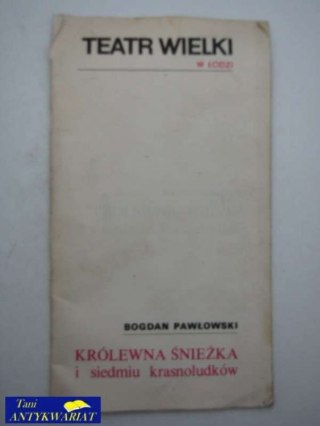 TEATR WIELKI
W ŁODZI
BOGDAN PAWŁOWSKI
KRÓLEWNA ŚNIEŻKA
i siedmiu krasnoludków
Tani
ANTYKWARIAT